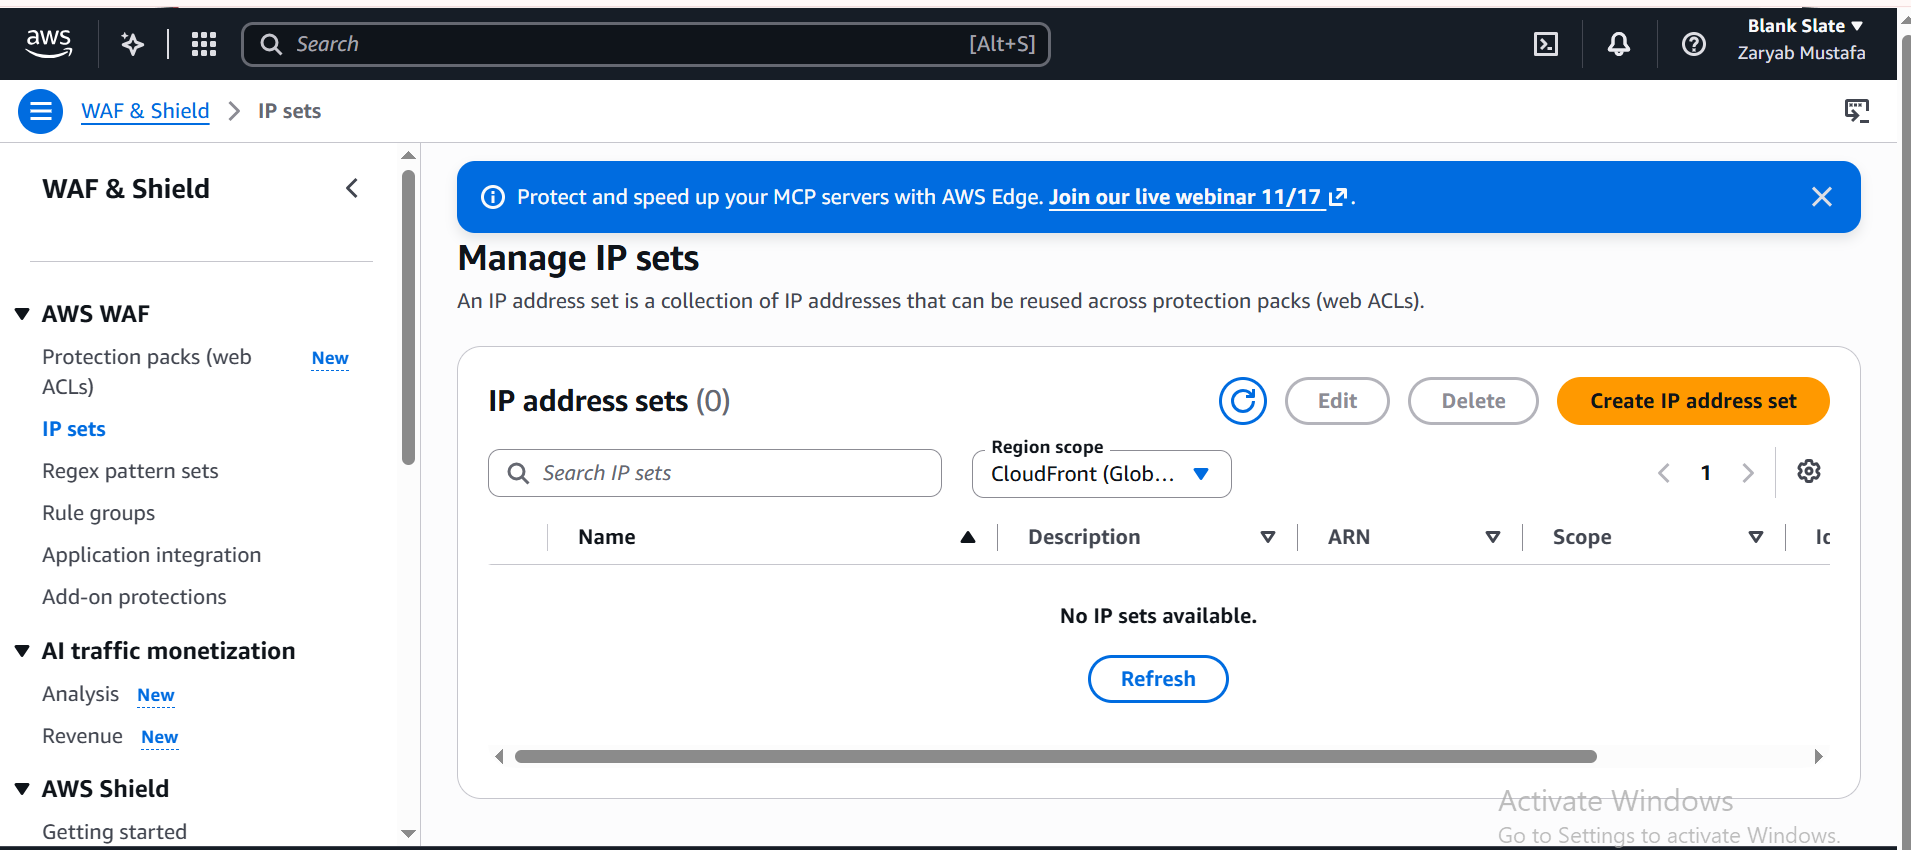 aws
Search
[Alt+S]
Blank Slate
Zaryab Mustafa
WAF & Shield
IP sets
WAF & Shield
AWS WAF
Protection packs (web
ACLs)
New
IP sets
Regex pattern sets
Rule groups
Application integration
Add-on protections
AI traffic monetization
Analysis New
Revenue New
AWS Shield
Getting started
Protect and speed up your MCP servers with AWS Edge. Join our live webinar 11/17 .
Manage IP sets
An IP address set is a collection of IP addresses that can be reused across protection packs (web ACLs).
IP address sets (0)
Edit
Delete
Create IP address set
Search IP sets
Region scope
CloudFront (Glob...
1
Name
Description
ARN
Scope
No IP sets available.
Refresh
Activate Windows
Go to Settings to activate Windows.